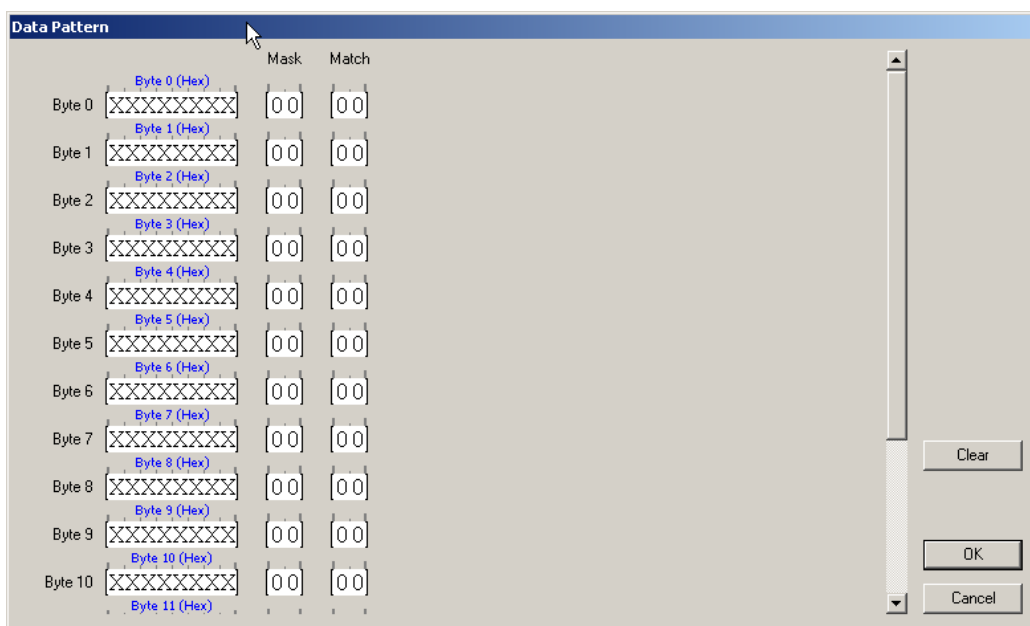 Data Pattern
Mask Match
Byte 0 (Hex)
Byte 0 XXXXXXXX 00 00
Byte 1 (Hex)
Byte 1 XXXXXXXX 00 00
Byte 2 (Hex)
Byte 2 XXXXXXXX 00 00
Byte 3 (Hex)
Byte 3 XXXXXXXX 00 00
Byte 4 (Hex)
Byte 4 XXXXXXXX 00 00
Byte 5 (Hex)
Byte 5 XXXXXXXX 00 00
Byte 6 (Hex)
Byte 6 XXXXXXXX 00 00
Byte 7 (Hex)
Byte 7 XXXXXXXX 00 00
Byte 8 (Hex)
Byte 8 XXXXXXXX 00 00
Byte 9 (Hex)
Byte 9 XXXXXXXX 00 00
Byte 10 (Hex)
Byte 10 XXXXXXXX 00 00
Byte 11 (Hex)
Clear
OK
Cancel